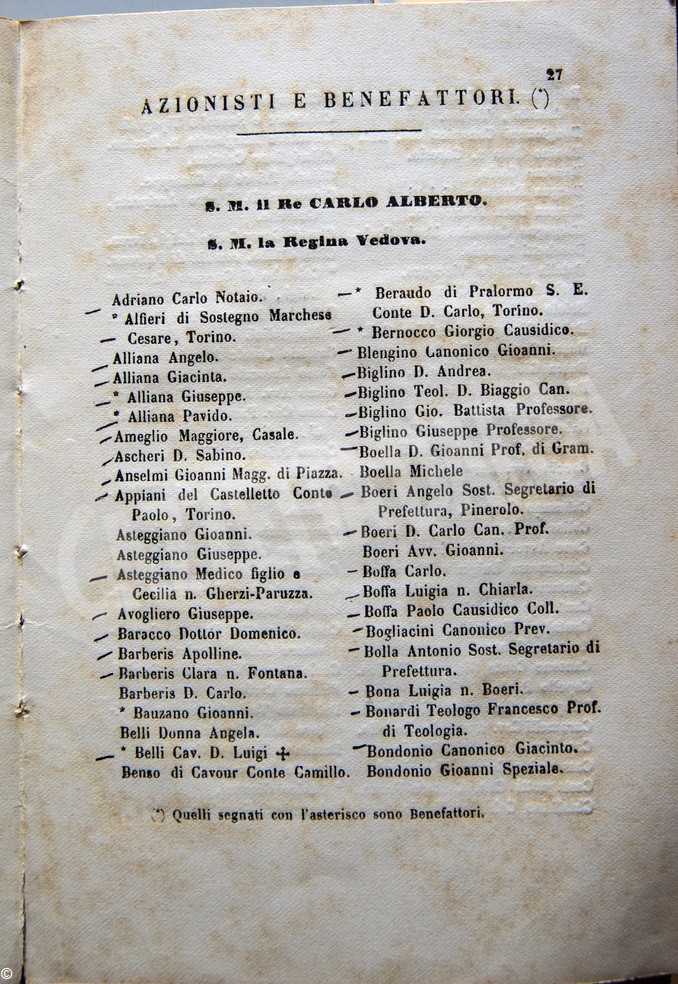 27
AZIONISTI E BENEFATTORI. (*)
S. M. il Re CARLO ALBERTO.
S. M. la Regina Vedova.
Adriano Carlo Notaio.
* Alfieri di Sostegno Marchese
Cesare, Torino.
Alliana Angelo.
Alliana Giacinta.
* Alliana Giuseppe.
* Alliana Pavido.
Ameglio Maggiore, Casale.
Ascheri D. Sabino.
Anselmi Gioanni Magg. di Piazza.
Appiani del Castelletto Conte
Paolo, Torino.
Asteggiano Gioanni.
Asteggiano Giuseppe.
Asteggiano Medico figlio e
Cecilia n. Gherzi-Paruzza.
Avogliero Giuseppe.
Baracco Dottor Domenico.
Barberis Apolline.
Barberis Clara n. Fontana.
Barberis D. Carlo.
* Bauzano Gioanni.
Belli Donna Angela.
* Belli Cav. D. Luigi ✢
Benso di Cavour Conte Camillo.
* Beraudo di Pralormo S. E.
Conte D. Carlo, Torino.
* Bernocco Giorgio Causidico.
Blengino Canonico Gioanni.
Biglino D. Andrea.
Biglino Teol. D. Biaggio Can.
Biglino Gio. Battista Professore.
Biglino Giuseppe Professore.
Boella D. Gioanni Prof. di Gram.
Boella Michele
Boeri Angelo Sost. Segretario di
Prefettura, Pinerolo.
Boeri D. Carlo Can. Prof.
Boeri Avv. Gioanni.
Boffa Carlo.
Boffa Luigia n. Chiarla.
Boffa Paolo Causidico Coll.
Bogliacini Canonico Prev.
Bolla Antonio Sost. Segretario di
Prefettura.
Bona Luigia n. Boeri.
Bonardi Teologo Francesco Prof.
di Teologia.
Bondonio Canonico Giacinto.
Bondonio Gioanni Speziale.
(*) Quelli segnati con l'asterisco sono Benefattori.
©